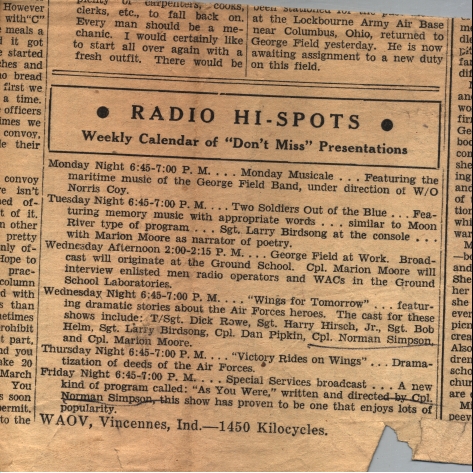 However
with "C"
meals a
it got
started
ches and
no bread
first we
a time.
officers
times we
convoy,
le their
convoy
re isn't
sed of-
t of it.
n other
pretty
nly of-
Hope to
prac-
column
d with
s than
metimes
rohibit
t part,
nd you
ake 20
March
You
s soon
permit.
to the
plenty of carpenters, cooks,
clerks, etc., to fall back on.
Every man should be a me-
chanic. I would certainly like
to start all over again with a
fresh outfit. There would be
been stationed for the
at the Lockbourne Army Air Base
near Columbus, Ohio, returned to
George Field yesterday. He is now
awaiting assignment to a new duty
on this field.
● RADIO HI-SPOTS ●
Weekly Calendar of "Don't Miss" Presentations
Monday Night 6:45-7:00 P. M. . . . Monday Musicale . . . Featuring the
maritime music of the George Field Band, under direction of W/O
Norris Coy.
Tuesday Night 6:45-7:00 P. M. . . . Two Soldiers Out of the Blue . . . Fea-
turing memory music with appropriate words . . . similar to Moon
River type of program . . . Sgt. Larry Birdsong at the console . . .
with Marion Moore as narrator of poetry.
Wednesday Afternoon 2:00-2:15 P. M. . . . George Field at Work. Broad-
cast will originate at the Ground School. Cpl. Marion Moore will
interview enlisted men radio operators and WACs in the Ground
School Laboratories.
Wednesday Night 6:45-7:00 P. M. . . . "Wings for Tomorrow" . . . featur-
ing dramatic stories about the Air Forces heroes. The cast for these
shows include: T/Sgt. Dick Rowe, Sgt. Harry Hirsch, Jr., Sgt. Bob
Helm, Sgt. Larry Birdsong, Cpl. Dan Pipkin, Cpl. Norman Simpson,
and Cpl. Marion Moore.
Thursday Night 6:45-7:00 P. M. . . . "Victory Rides on Wings" . . . Drama-
tization of deeds of the Air Forces.
Friday Night 6:45-7:00 P. M. . . . Special Services broadcast . . . A new
kind of program called: "As You Were," written and directed by Cpl.
Norman Simpson, this show has proven to be one that enjoys lots of
popularity.
WAOV, Vincennes, Ind.—1450 Kilocycles.